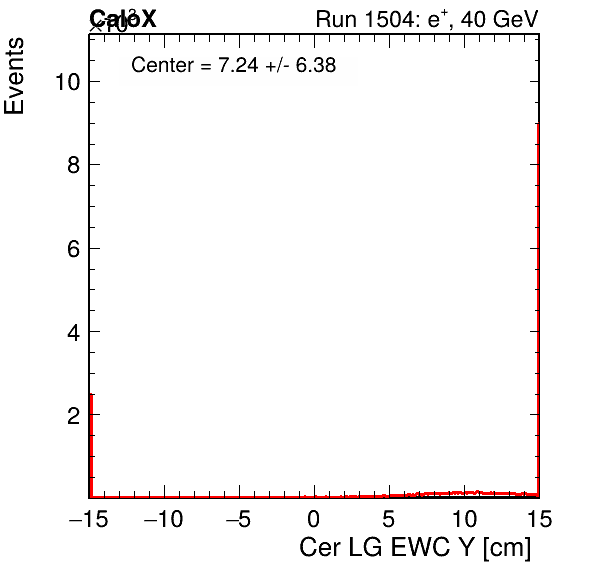 CaloX Run 1504: e⁺, 40 GeV
×10³
Events
Center = 7.24 +/- 6.38
10
8
6
4
2
−15 −10 −5 0 5 10 15
Cer LG EWC Y [cm]